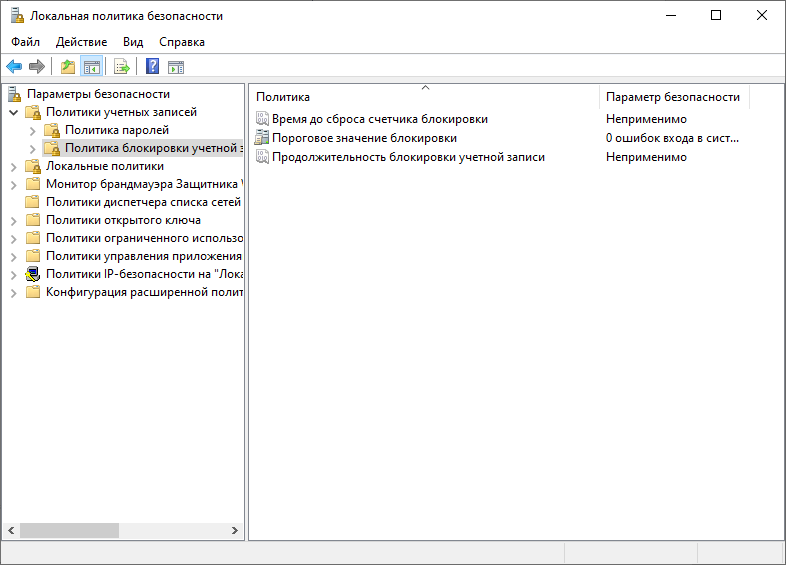 Локальная политика безопасности
Файл Действие Вид Справка
Параметры безопасности
Политики учетных записей
Политика паролей
Политика блокировки учетной з
Локальные политики
Монитор брандмауэра Защитника
Политики диспетчера списка сетей
Политики открытого ключа
Политики ограниченного использо
Политики управления приложения
Политики IP-безопасности на "Лока
Конфигурация расширенной полит
Политика Параметр безопасности
Время до сброса счетчика блокировки Неприменимо
Пороговое значение блокировки 0 ошибок входа в сист...
Продолжительность блокировки учетной записи Неприменимо